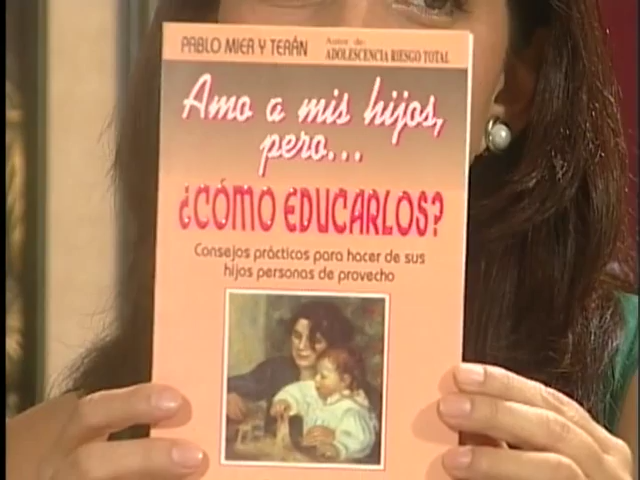 PABLO MIER Y TERÁN
Autor de:
ADOLESCENCIA RIESGO TOTAL
Amo a mis hijos,
pero...
¿CÓMO EDUCARLOS?
Consejos prácticos para hacer de sus
hijos personas de provecho